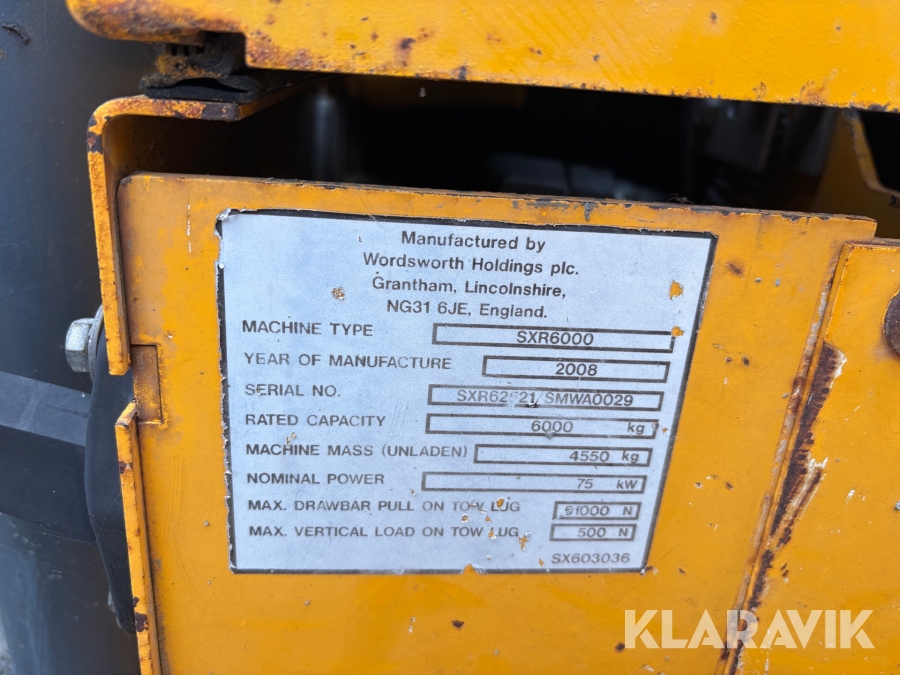 Manufactured by
Wordsworth Holdings plc.
Grantham, Lincolnshire,
NG31 6JE, England.
MACHINE TYPE SXR6000
YEAR OF MANUFACTURE 2008
SERIAL NO. SMWA0029
RATED CAPACITY 6000 kg
MACHINE MASS (UNLADEN) 4550 kg
NOMINAL POWER 75 kW
MAX. DRAWBAR PULL ON TOW LUG N
MAX. VERTICAL LOAD ON TOW LUG 500 N
SX603036
KLARAVIK